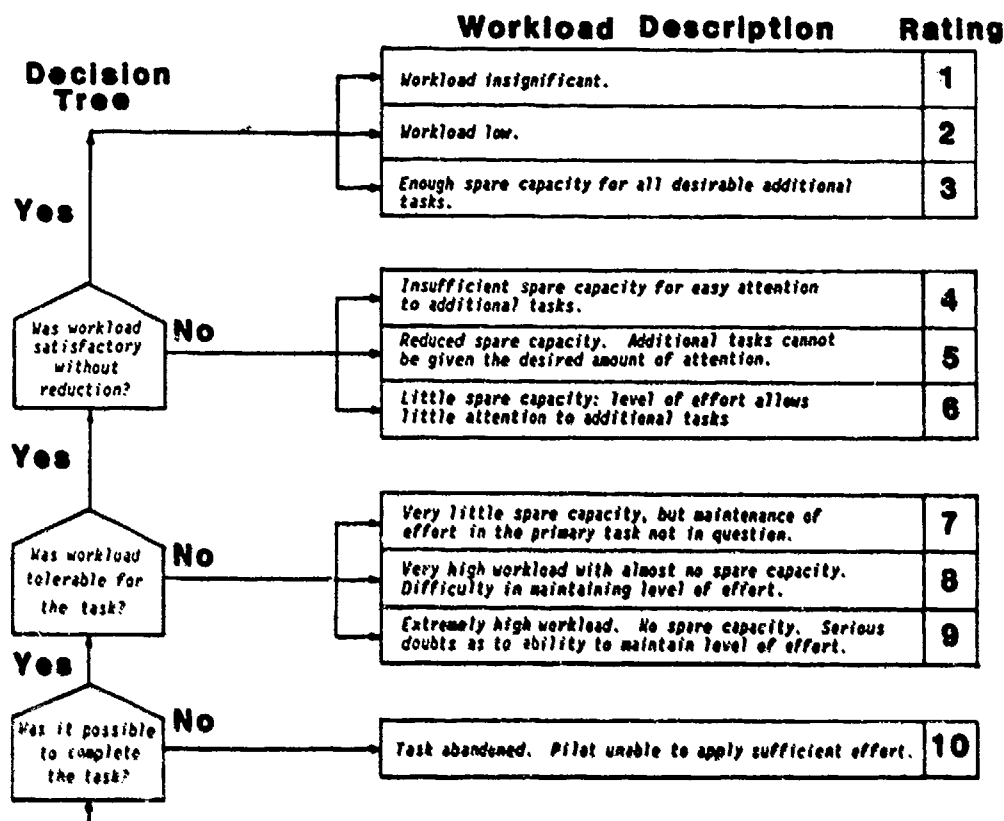 Workload Description Rating
Decision
Tree
Workload insignificant. 1
Workload low. 2
Enough spare capacity for all desirable additional
tasks. 3
Yes
Insufficient spare capacity for easy attention
to additional tasks. 4
Was workload
satisfactory
without
reduction?
No
Reduced spare capacity. Additional tasks cannot
be given the desired amount of attention. 5
Little spare capacity: level of effort allows
little attention to additional tasks 6
Yes
Very little spare capacity, but maintenance of
effort in the primary task not in question. 7
Was workload
tolerable for
the task?
No
Very high workload with almost no spare capacity.
Difficulty in maintaining level of effort. 8
Extremely high workload. No spare capacity. Serious
doubts as to ability to maintain level of effort. 9
Yes
Was it possible
to complete
the task?
No
Task abandoned. Pilot unable to apply sufficient effort. 10